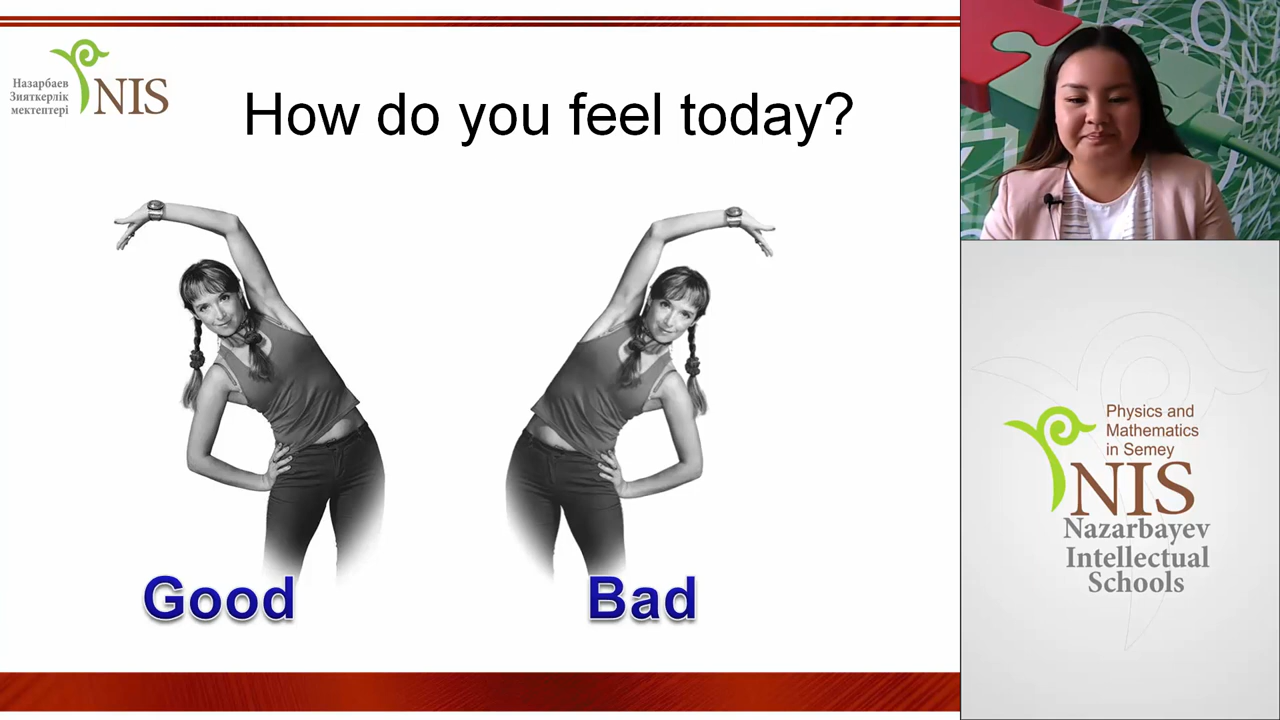 Назарбаев
Зияткерлік
мектептері
NIS
How do you feel today?
Good
Bad
Physics and
Mathematics
in Semey
NIS
Nazarbayev
Intellectual
Schools